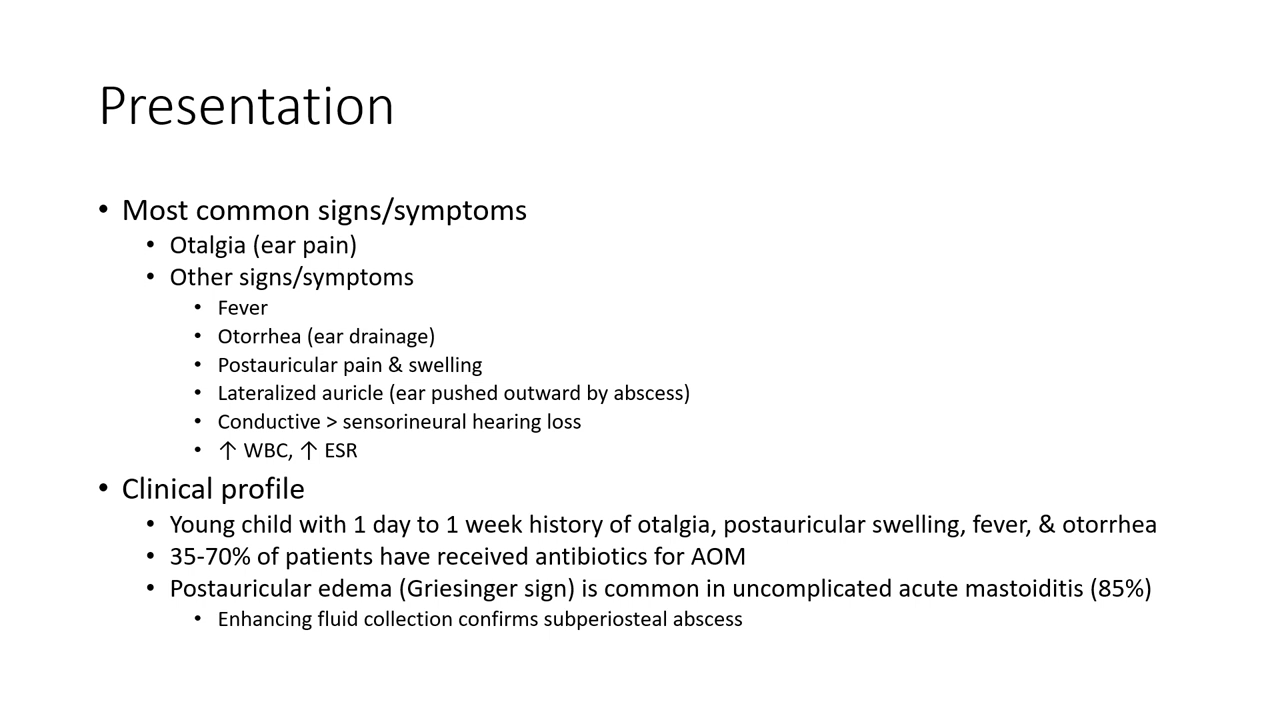 Presentation
• Most common signs/symptoms
• Otalgia (ear pain)
• Other signs/symptoms
• Fever
• Otorrhea (ear drainage)
• Postauricular pain & swelling
• Lateralized auricle (ear pushed outward by abscess)
• Conductive > sensorineural hearing loss
• ↑ WBC, ↑ ESR
• Clinical profile
• Young child with 1 day to 1 week history of otalgia, postauricular swelling, fever, & otorrhea
• 35-70% of patients have received antibiotics for AOM
• Postauricular edema (Griesinger sign) is common in uncomplicated acute mastoiditis (85%)
• Enhancing fluid collection confirms subperiosteal abscess